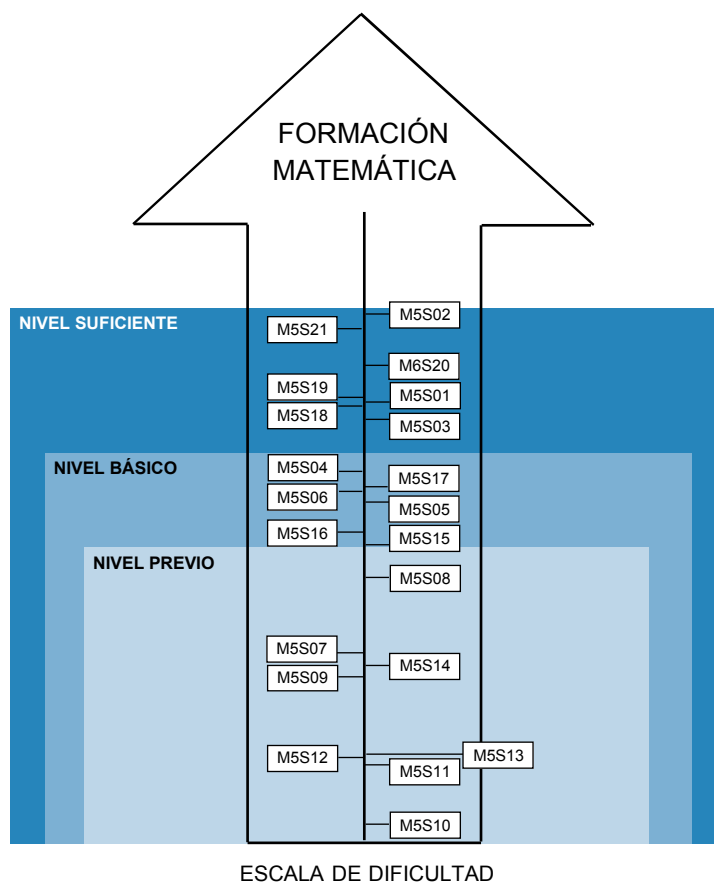 FORMACIÓN
MATEMÁTICA
NIVEL SUFICIENTE
M5S02
M5S21
M6S20
M5S19
M5S01
M5S18
M5S03
NIVEL BÁSICO
M5S04
M5S17
M5S06
M5S05
M5S16
M5S15
NIVEL PREVIO
M5S08
M5S07
M5S14
M5S09
M5S13
M5S12
M5S11
M5S10
ESCALA DE DIFICULTAD